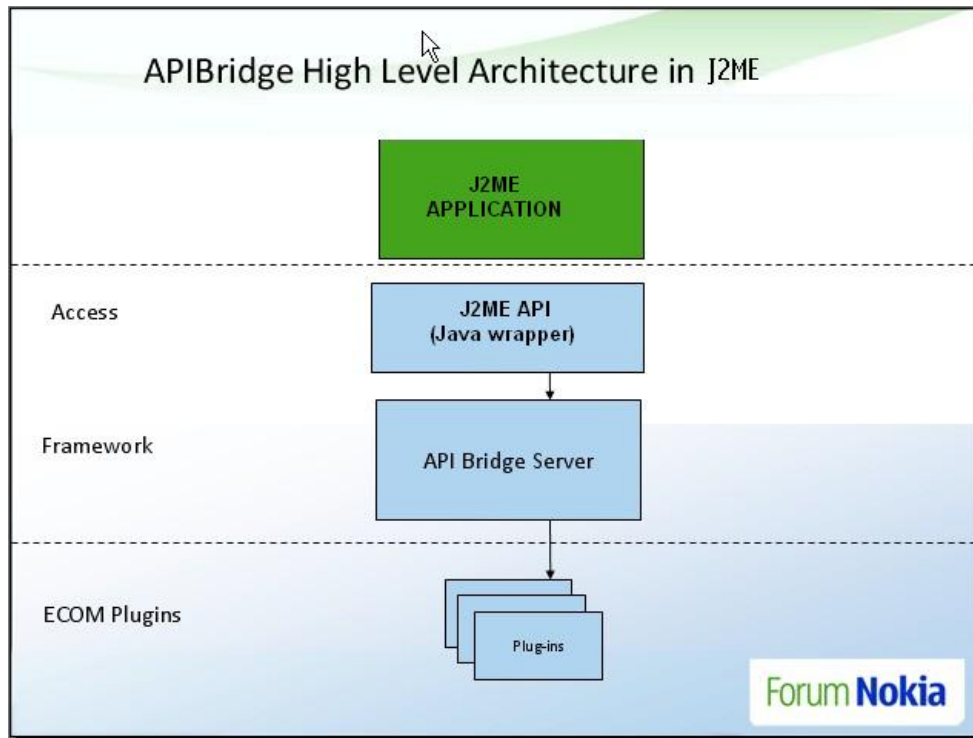 APIBridge High Level Architecture in J2ME
J2ME
APPLICATION
Access
J2ME API
(Java wrapper)
Framework
API Bridge Server
ECOM Plugins
Plug-ins
Forum Nokia